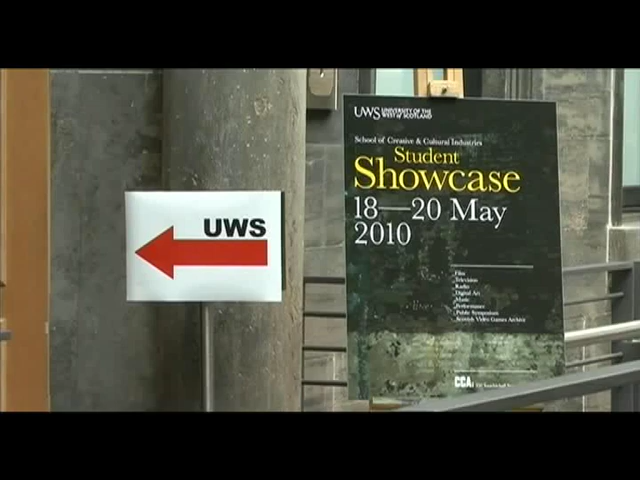 UWS
UWS UNIVERSITY OF THE
WEST OF SCOTLAND
School of Creative & Cultural Industries
Student
Showcase
18—20 May
2010
Film
Television
Radio
Digital Art
Music
Performance
Public Symposium
Scottish Video Games Archive
CCA: